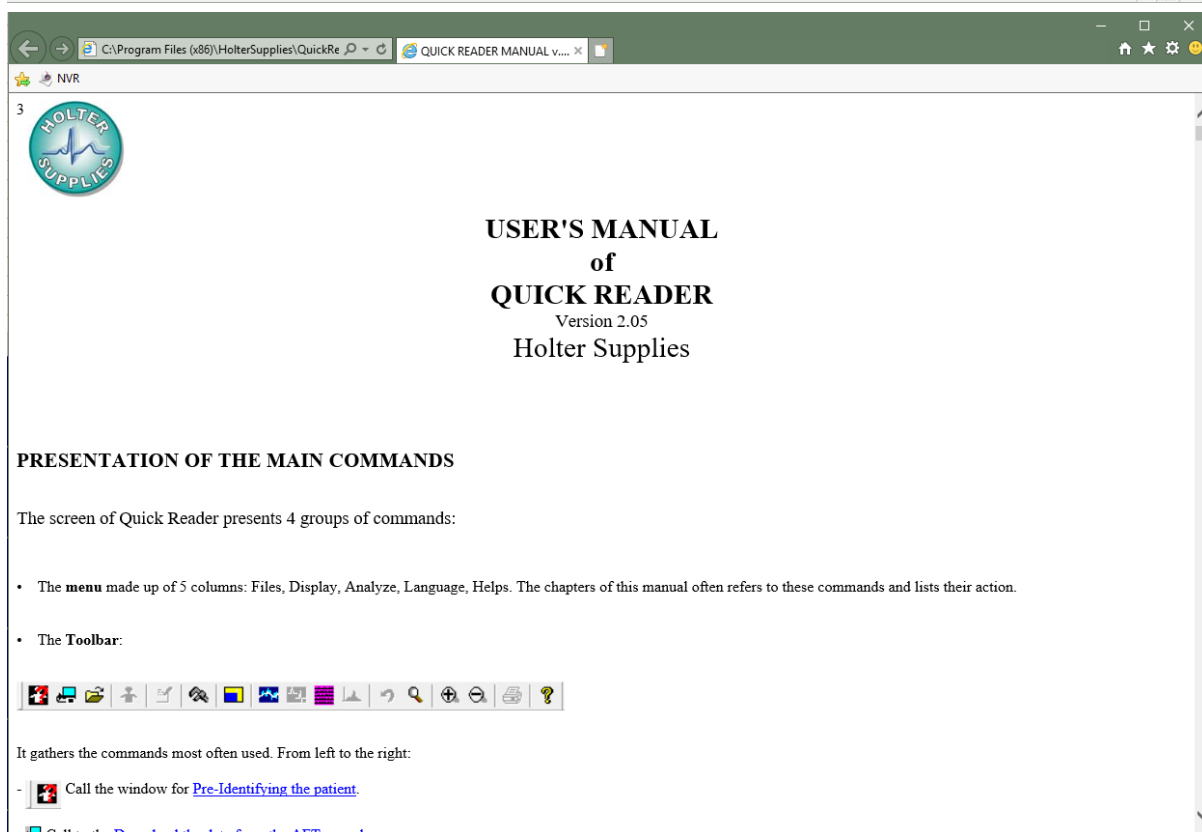 C:\Program Files (x86)\HolterSupplies\QuickRe
QUICK READER MANUAL v....
NVR
3
HOLTER SUPPLIES
USER'S MANUAL
of
QUICK READER
Version 2.05
Holter Supplies
PRESENTATION OF THE MAIN COMMANDS
The screen of Quick Reader presents 4 groups of commands:
• The menu made up of 5 columns: Files, Display, Analyze, Language, Helps. The chapters of this manual often refers to these commands and lists their action.
• The Toolbar:
It gathers the commands most often used. From left to the right:
- Call the window for Pre-Identifying the patient.